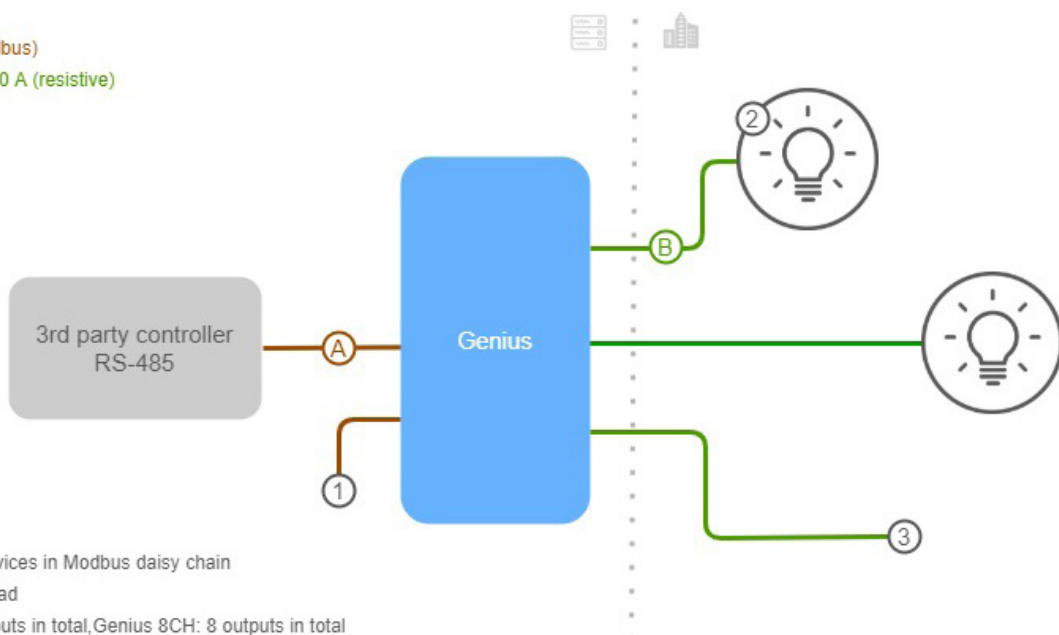 bus)
0 A (resistive)
2
B
3rd party controller
RS-485
A
Genius
1
3
vices in Modbus daisy chain
ad
uts in total,Genius 8CH: 8 outputs in total